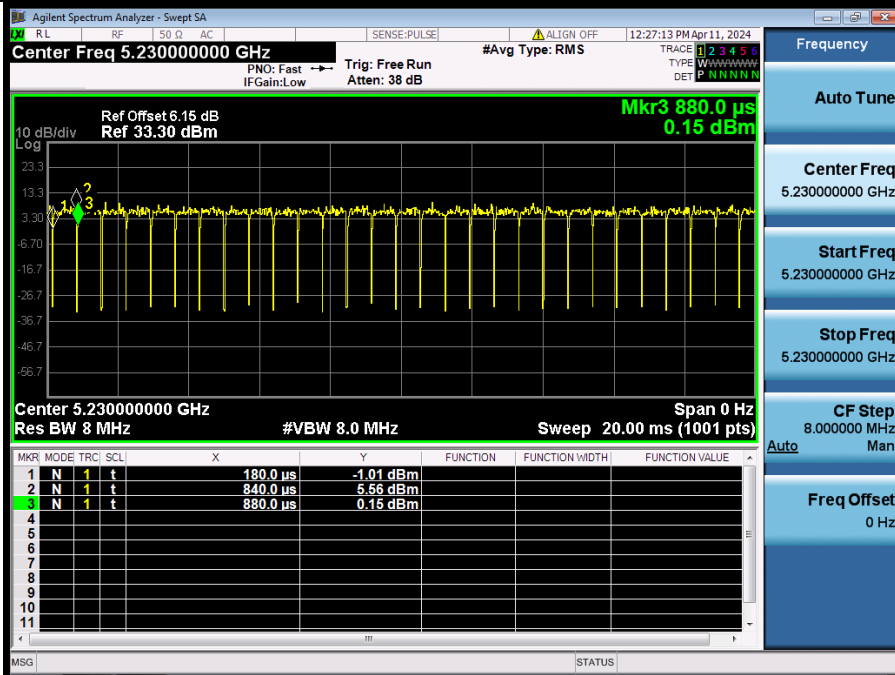 Agilent Spectrum Analyzer - Swept SA
LXI RL RF 50 Ω AC SENSE:PULSE ALIGN OFF 12:27:13 PM Apr 11, 2024
Center Freq 5.230000000 GHz
PNO: Fast
IFGain:Low
Trig: Free Run
Atten: 38 dB
#Avg Type: RMS
TRACE 1 2 3 4 5 6
TYPE WWWWWW
DET P NNNNN
Mkr3 880.0 µs
0.15 dBm
Ref Offset 6.15 dB
10 dB/div Ref 33.30 dBm
Log
23.3
13.3
3.30
-6.70
-16.7
-26.7
-36.7
-46.7
-56.7
1
2
3
Center 5.230000000 GHz Span 0 Hz
Res BW 8 MHz #VBW 8.0 MHz Sweep 20.00 ms (1001 pts)
MKR MODE TRC SCL X Y FUNCTION FUNCTION WIDTH FUNCTION VALUE
1 N 1 t 180.0 µs -1.01 dBm
2 N 1 t 840.0 µs 5.56 dBm
3 N 1 t 880.0 µs 0.15 dBm
4
5
6
7
8
9
10
11
MSG STATUS
Frequency
Auto Tune
Center Freq
5.230000000 GHz
Start Freq
5.230000000 GHz
Stop Freq
5.230000000 GHz
CF Step
8.000000 MHz
Auto Man
Freq Offset
0 Hz